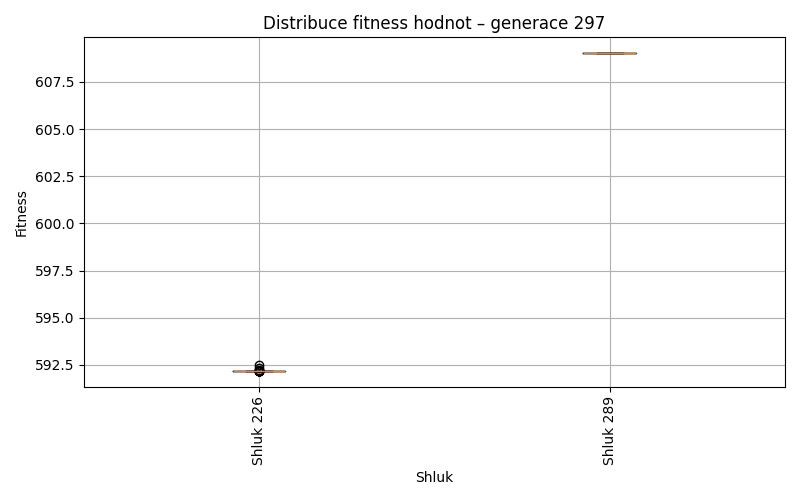 Distribuce fitness hodnot – generace 297
Fitness
607.5
605.0
602.5
600.0
597.5
595.0
592.5
Shluk 226
Shluk 289
Shluk